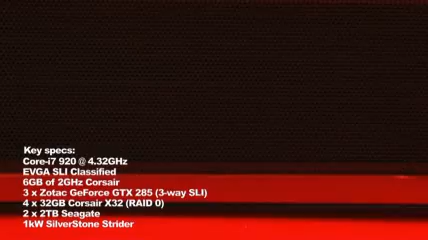 Key specs:
Core-i7 920 @ 4.32GHz
EVGA SLI Classified
6GB of 2GHz Corsair
3 x Zotac GeForce GTX 285 (3-way SLI)
4 x 32GB Corsair X32 (RAID 0)
2 x 2TB Seagate
1kW SilverStone Strider